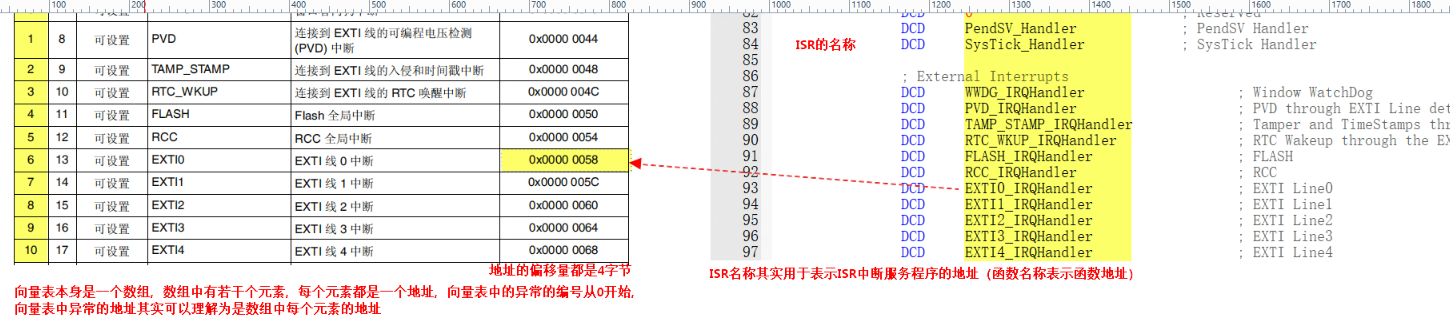 100 200 300 400 500 600 700 800 900 1000 1100 1200 1300 1400 1500 1600 1700 1800
1 8 可设置 PVD 连接到 EXTI 线的可编程电压检测 (PVD) 中断 0x0000 0044
2 9 可设置 TAMP_STAMP 连接到 EXTI 线的入侵和时间戳中断 0x0000 0048
3 10 可设置 RTC_WKUP 连接到 EXTI 线的 RTC 唤醒中断 0x0000 004C
4 11 可设置 FLASH Flash 全局中断 0x0000 0050
5 12 可设置 RCC RCC 全局中断 0x0000 0054
6 13 可设置 EXTI0 EXTI 线 0 中断 0x0000 0058
7 14 可设置 EXTI1 EXTI 线 1 中断 0x0000 005C
8 15 可设置 EXTI2 EXTI 线 2 中断 0x0000 0060
9 16 可设置 EXTI3 EXTI 线 3 中断 0x0000 0064
10 17 可设置 EXTI4 EXTI 线 4 中断 0x0000 0068
地址的偏移量都是4字节
向量表本身是一个数组，数组中有若干个元素，每个元素都是一个地址，向量表中的异常的编号从0开始，
向量表中异常的地址其实可以理解为是数组中每个元素的地址
ISR的名称
82 DCD 0 ; Reserved
83 DCD PendSV_Handler ; PendSV Handler
84 DCD SysTick_Handler ; SysTick Handler
85
86 ; External Interrupts
87 DCD WWDG_IRQHandler ; Window WatchDog
88 DCD PVD_IRQHandler ; PVD through EXTI Line det
89 DCD TAMP_STAMP_IRQHandler ; Tamper and TimeStamps thr
90 DCD RTC_WKUP_IRQHandler ; RTC Wakeup through the EX
91 DCD FLASH_IRQHandler ; FLASH
92 DCD RCC_IRQHandler ; RCC
93 DCD EXTI0_IRQHandler ; EXTI Line0
94 DCD EXTI1_IRQHandler ; EXTI Line1
95 DCD EXTI2_IRQHandler ; EXTI Line2
96 DCD EXTI3_IRQHandler ; EXTI Line3
97 DCD EXTI4_IRQHandler ; EXTI Line4
ISR名称其实用于表示ISR中断服务程序的地址（函数名称表示函数地址）